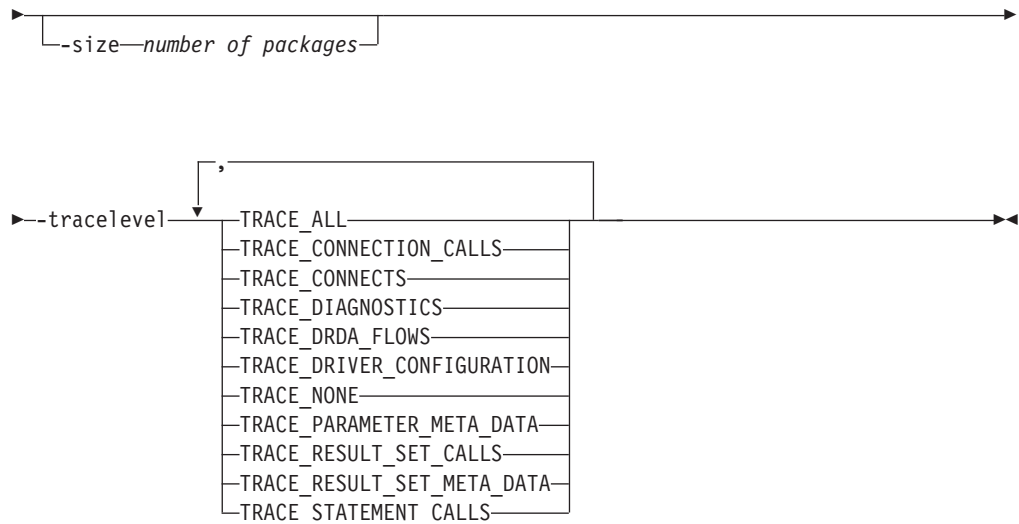 -size number of packages
,
-tracelevel TRACE_ALL
TRACE_CONNECTION_CALLS
TRACE_CONNECTS
TRACE_DIAGNOSTICS
TRACE_DRDA_FLOWS
TRACE_DRIVER_CONFIGURATION
TRACE_NONE
TRACE_PARAMETER_META_DATA
TRACE_RESULT_SET_CALLS
TRACE_RESULT_SET_META_DATA
TRACE_STATEMENT_CALLS